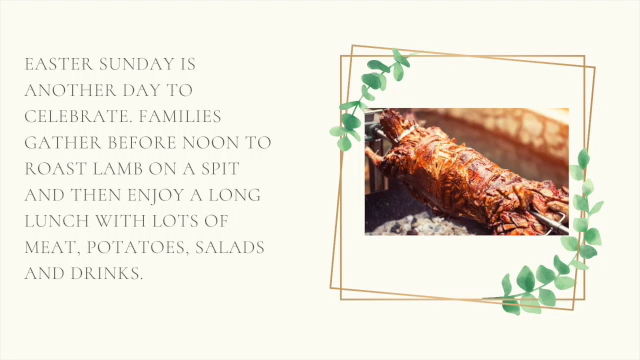 EASTER SUNDAY IS
ANOTHER DAY TO
CELEBRATE. FAMILIES
GATHER BEFORE NOON TO
ROAST LAMB ON A SPIT
AND THEN ENJOY A LONG
LUNCH WITH LOTS OF
MEAT, POTATOES, SALADS
AND DRINKS.